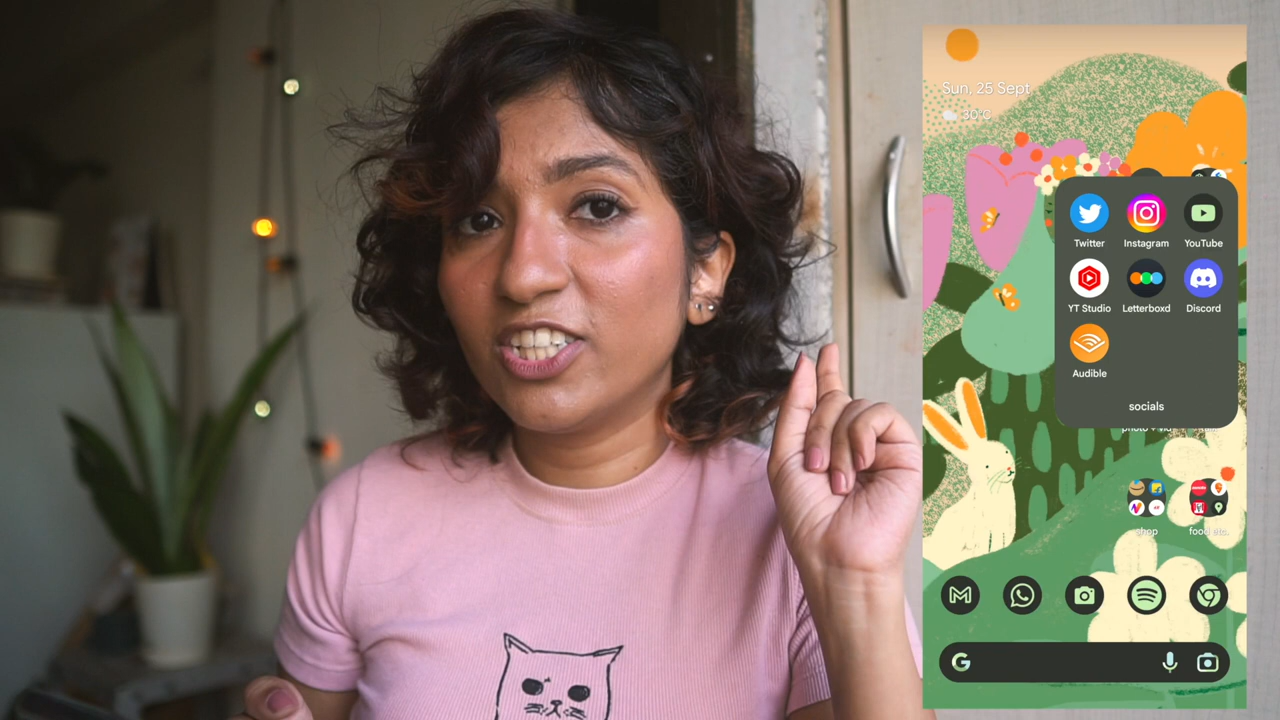 Sun, 25 Sept
30°C
Twitter
Instagram
YouTube
YT Studio
Letterboxd
Discord
Audible
socials
shop
food etc.